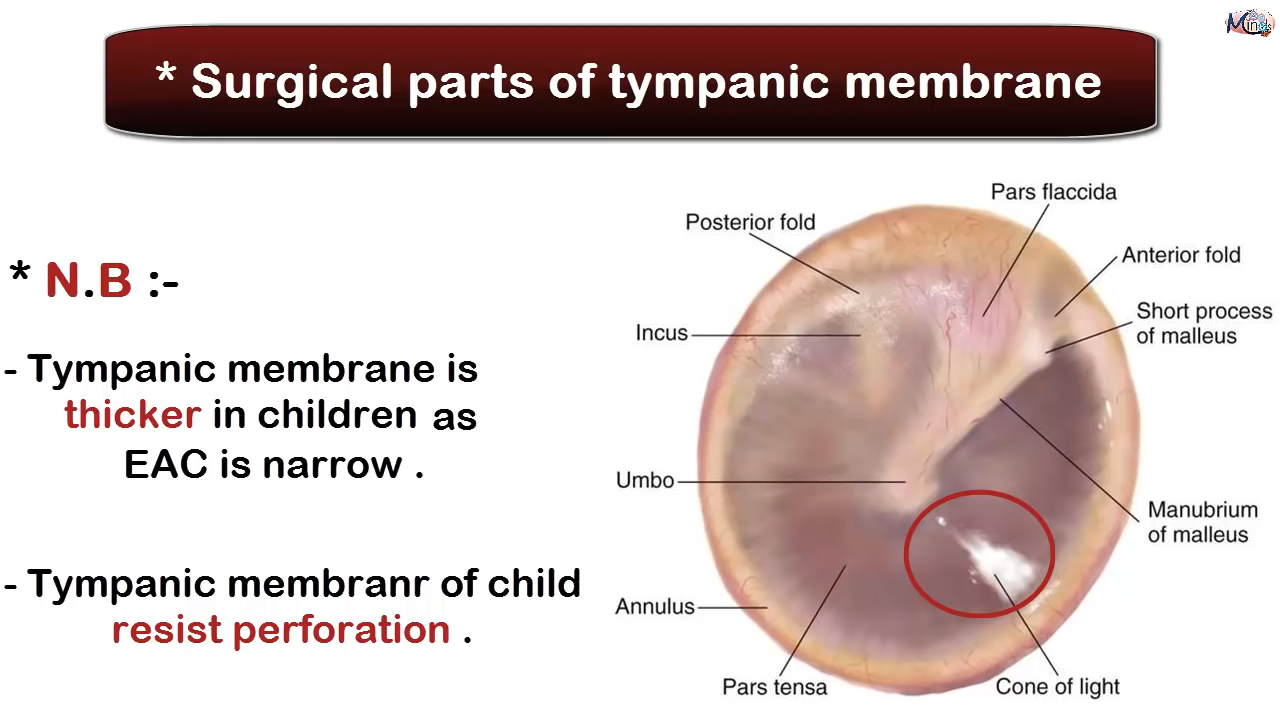 Minds
* Surgical parts of tympanic membrane
* N.B :-
- Tympanic membrane is
thicker in children as
EAC is narrow .
- Tympanic membranr of child
resist perforation .
Pars flaccida
Posterior fold
Anterior fold
Short process
of malleus
Incus
Umbo
Manubrium
of malleus
Annulus
Pars tensa
Cone of light